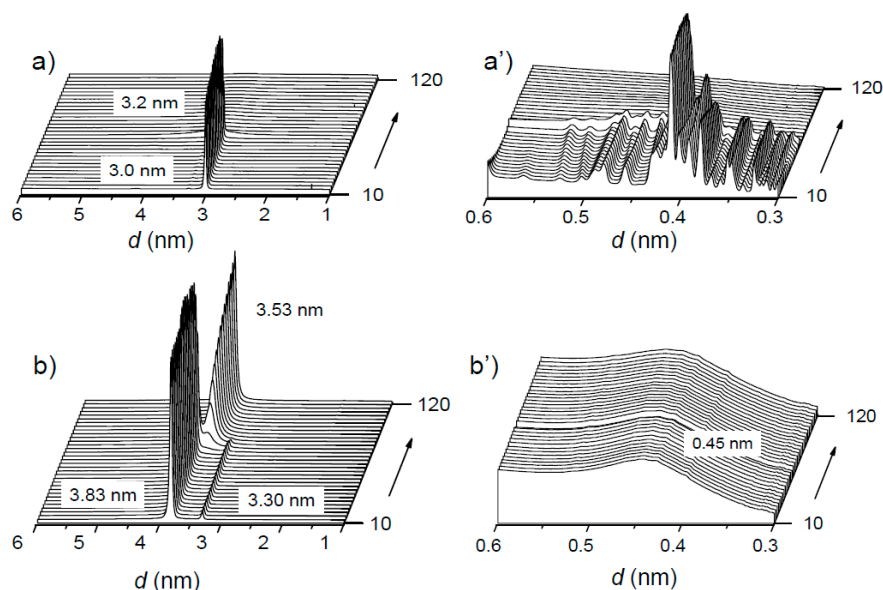 a)
3.2 nm
3.0 nm
120
10
6 5 4 3 2 1
d (nm)
a’)
120
10
0.6 0.5 0.4 0.3
d (nm)
b)
3.53 nm
3.83 nm
3.30 nm
120
10
6 5 4 3 2 1
d (nm)
b’)
0.45 nm
120
10
0.6 0.5 0.4 0.3
d (nm)